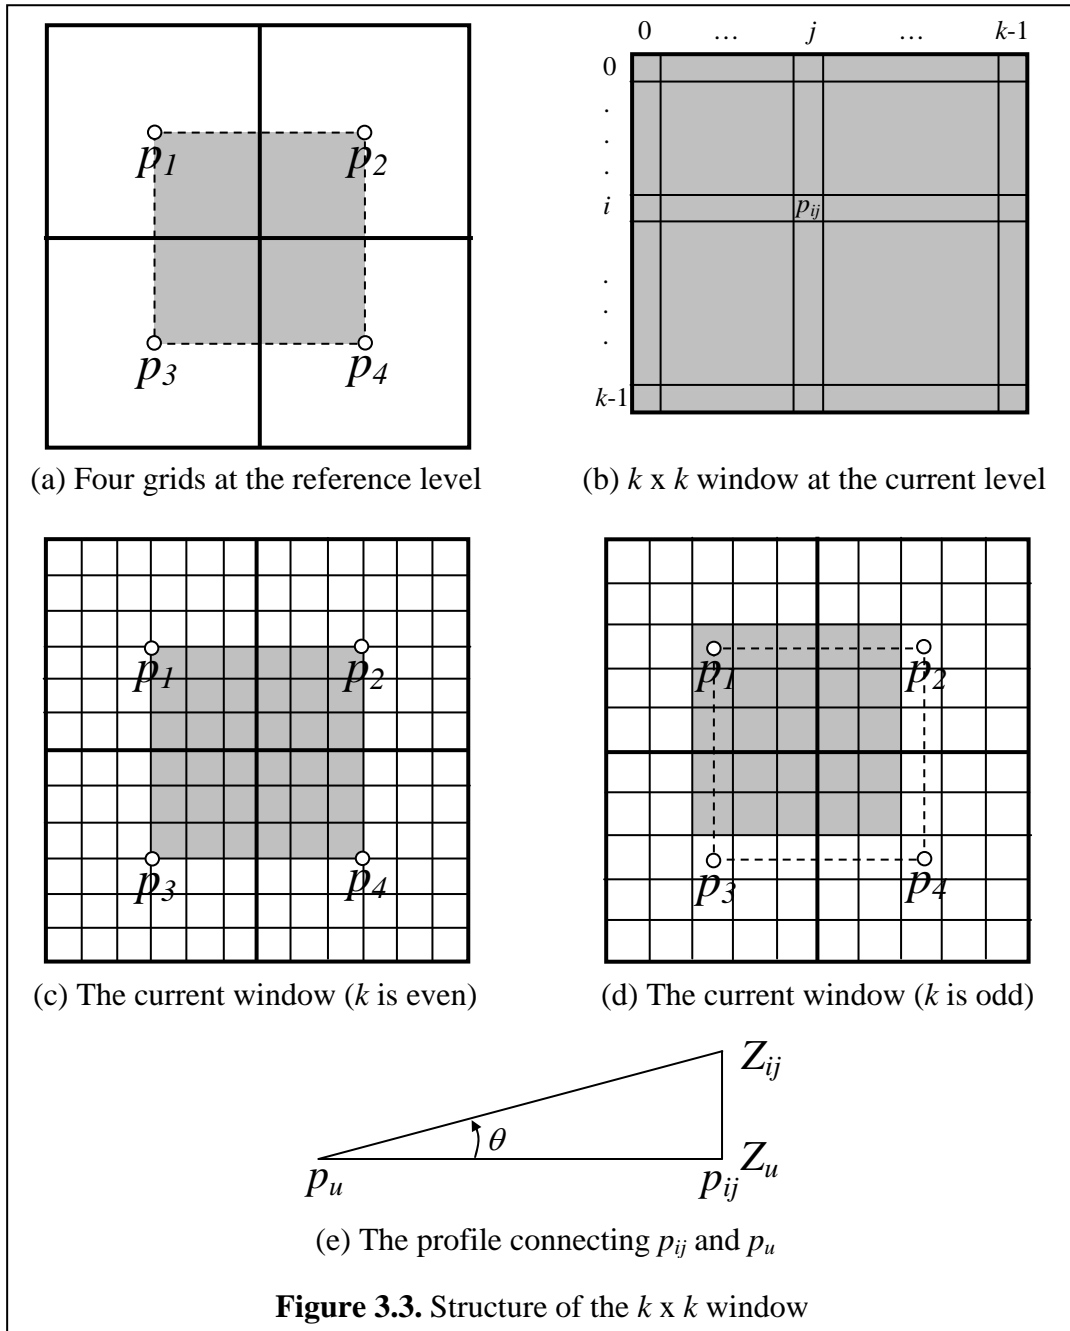 p1 p2
p3 p4
(a) Four grids at the reference level
0 … j … k-1
0
.
.
.
i pij
.
.
.
k-1
(b) k x k window at the current level
p1 p2
p3 p4
(c) The current window (k is even)
p1 p2
p3 p4
(d) The current window (k is odd)
Zij
θ
Zu
pu pij
(e) The profile connecting pij and pu
Figure 3.3. Structure of the k x k window